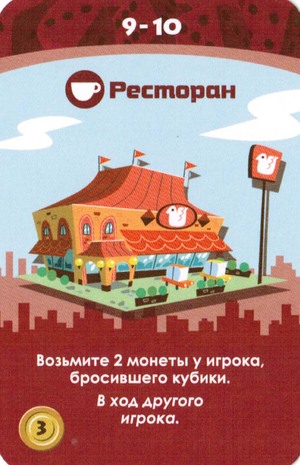 9-10
Ресторан
Возьмите 2 монеты у игрока,
бросившего кубики.
В ход другого
игрока.
3